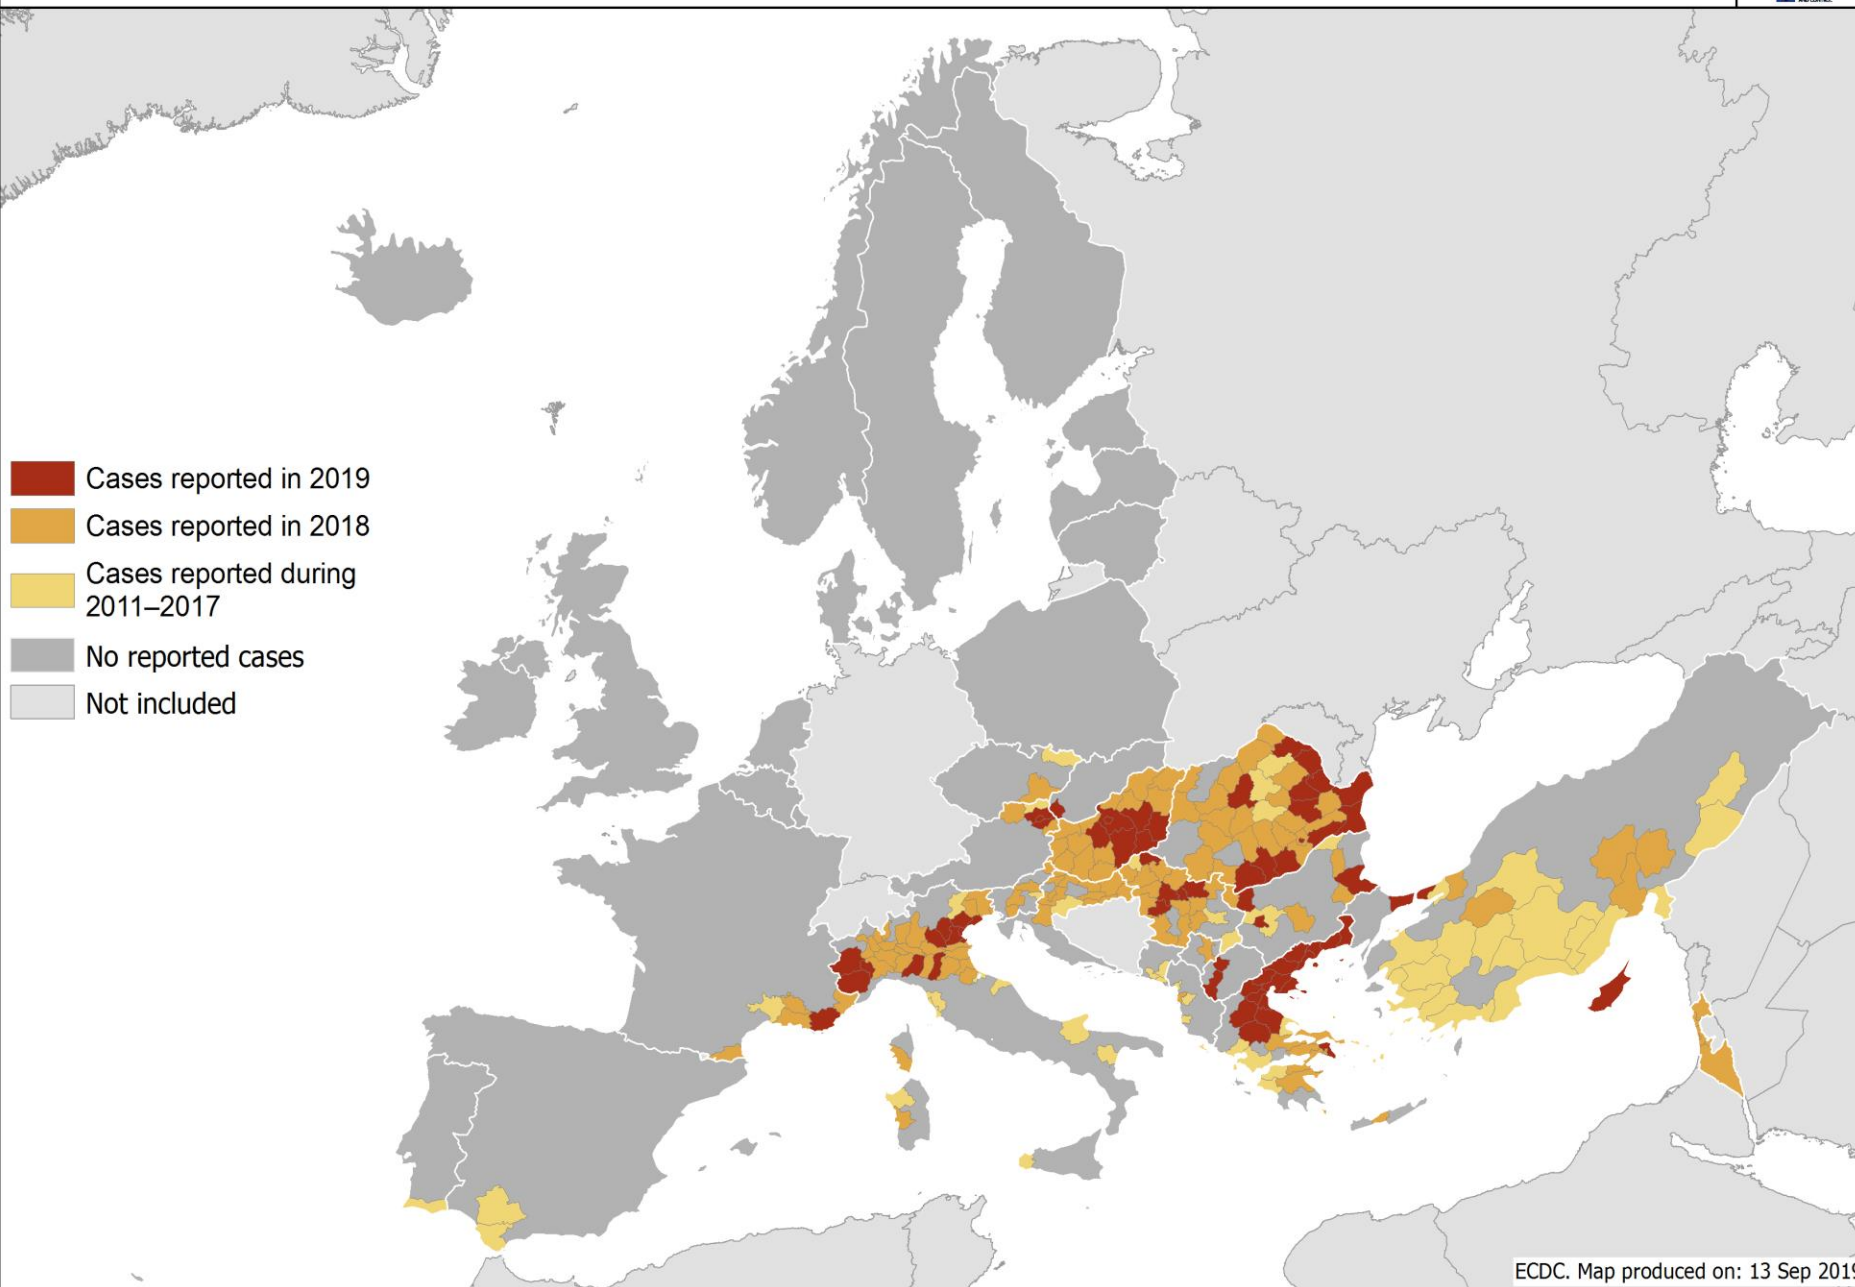 Cases reported in 2019
Cases reported in 2018
Cases reported during
2011–2017
No reported cases
Not included
ECDC. Map produced on: 13 Sep 2019